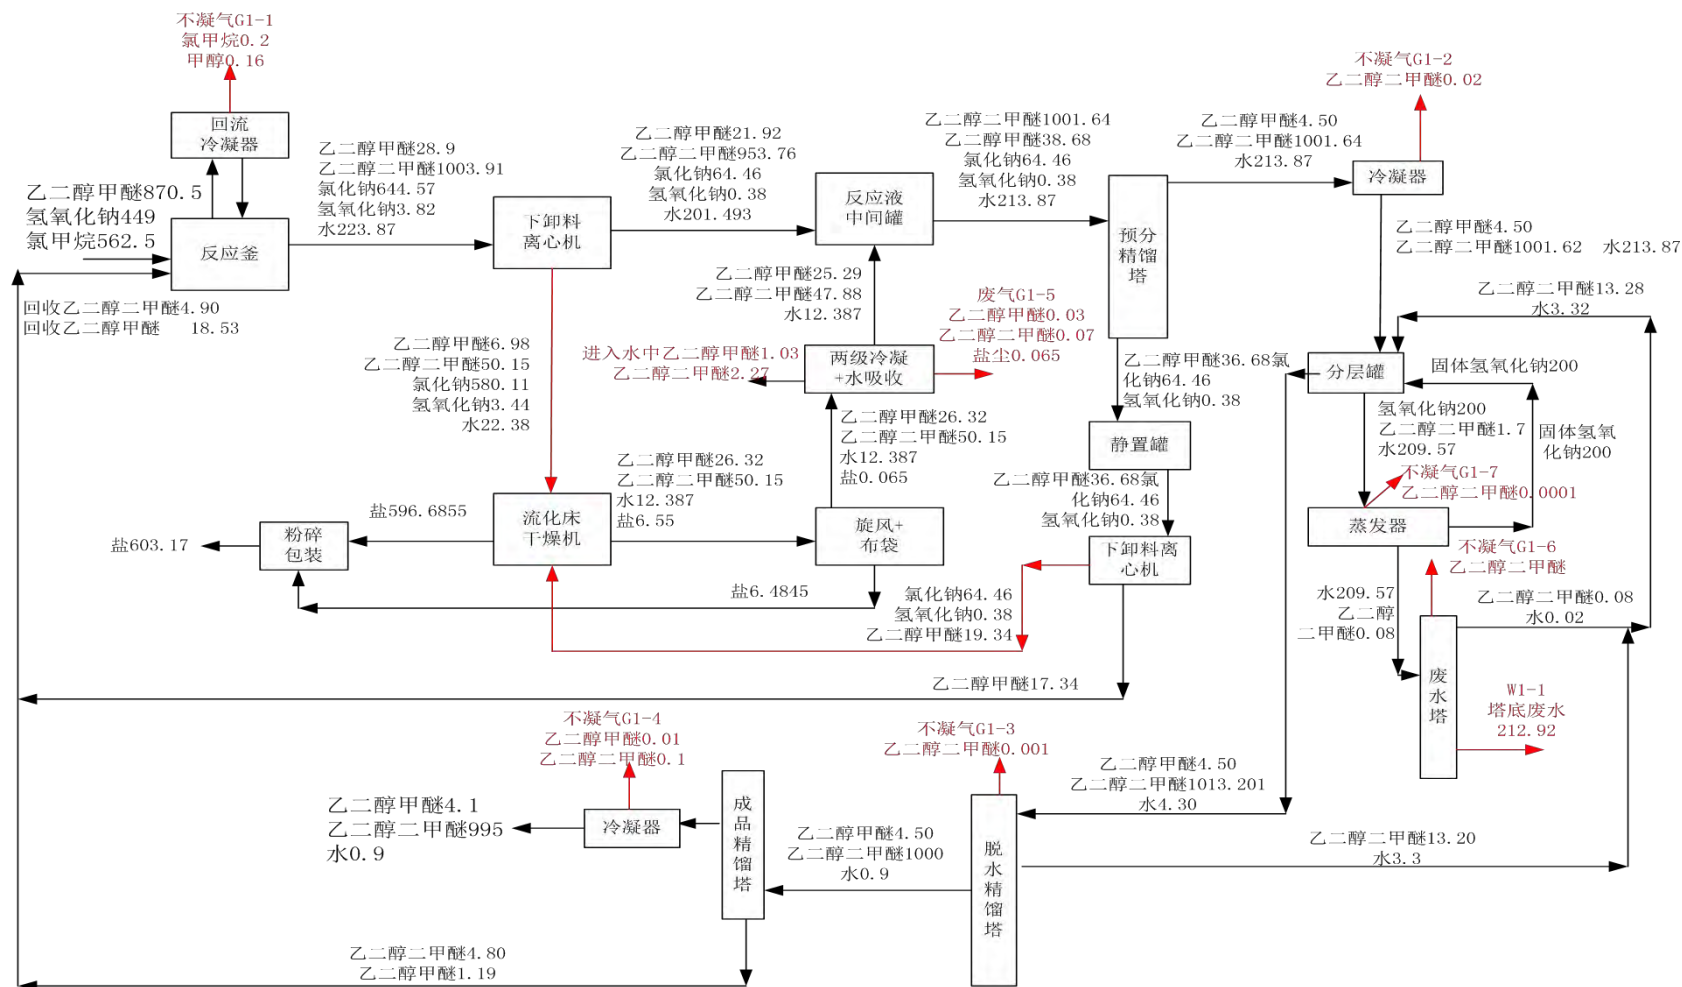 不凝气G1-1
氯甲烷0.2
甲醇0.16
回流
冷凝器
乙二醇甲醚870.5
氢氧化钠449
氯甲烷562.5
反应釜
回收乙二醇二甲醚4.90
回收乙二醇甲醚 18.53
乙二醇甲醚28.9
乙二醇二甲醚1003.91
氯化钠644.57
氢氧化钠3.82
水223.87
下卸料
离心机
乙二醇甲醚21.92
乙二醇二甲醚953.76
氯化钠64.46
氢氧化钠0.38
水201.493
反应液
中间罐
乙二醇二甲醚1001.64
乙二醇甲醚38.68
氯化钠64.46
氢氧化钠0.38
水213.87
预分
精馏
塔
乙二醇甲醚4.50
乙二醇二甲醚1001.64
水213.87
不凝气G1-2
乙二醇二甲醚0.02
冷凝器
乙二醇甲醚4.50
乙二醇二甲醚1001.62 水213.87
乙二醇二甲醚13.28
水3.32
乙二醇甲醚25.29
乙二醇二甲醚47.88
水12.387
废气G1-5
乙二醇甲醚0.03
乙二醇二甲醚0.07
盐尘0.065
进入水中乙二醇甲醚1.03
乙二醇二甲醚2.27
两级冷凝
+水吸收
乙二醇甲醚6.98
乙二醇二甲醚50.15
氯化钠580.11
氢氧化钠3.44
水22.38
乙二醇甲醚36.68氯
化钠64.46
氢氧化钠0.38
分层罐
固体氢氧化钠200
氢氧化钠200
乙二醇二甲醚1.7
水209.57
固体氢氧
化钠200
乙二醇甲醚26.32
乙二醇二甲醚50.15
水12.387
盐0.065
静置罐
乙二醇甲醚36.68氯
化钠64.46
氢氧化钠0.38
不凝气G1-7
乙二醇二甲醚0.0001
蒸发器
乙二醇甲醚26.32
乙二醇二甲醚50.15
水12.387
盐6.55
盐596.6855
流化床
干燥机
旋风+
布袋
粉碎
包装
盐603.17
盐6.4845
下卸料离
心机
氯化钠64.46
氢氧化钠0.38
乙二醇甲醚19.34
不凝气G1-6
乙二醇二甲醚
水209.57
乙二醇
二甲醚0.08
乙二醇二甲醚0.08
水0.02
废
水
塔
W1-1
塔底废水
212.92
乙二醇甲醚17.34
不凝气G1-4
乙二醇甲醚0.01
乙二醇二甲醚0.1
不凝气G1-3
乙二醇二甲醚0.001
乙二醇甲醚4.50
乙二醇二甲醚1013.201
水4.30
乙二醇甲醚4.1
乙二醇二甲醚995
水0.9
冷凝器
成
品
精
馏
塔
乙二醇甲醚4.50
乙二醇二甲醚1000
水0.9
脱
水
精
馏
塔
乙二醇二甲醚13.20
水3.3
乙二醇二甲醚4.80
乙二醇甲醚1.19